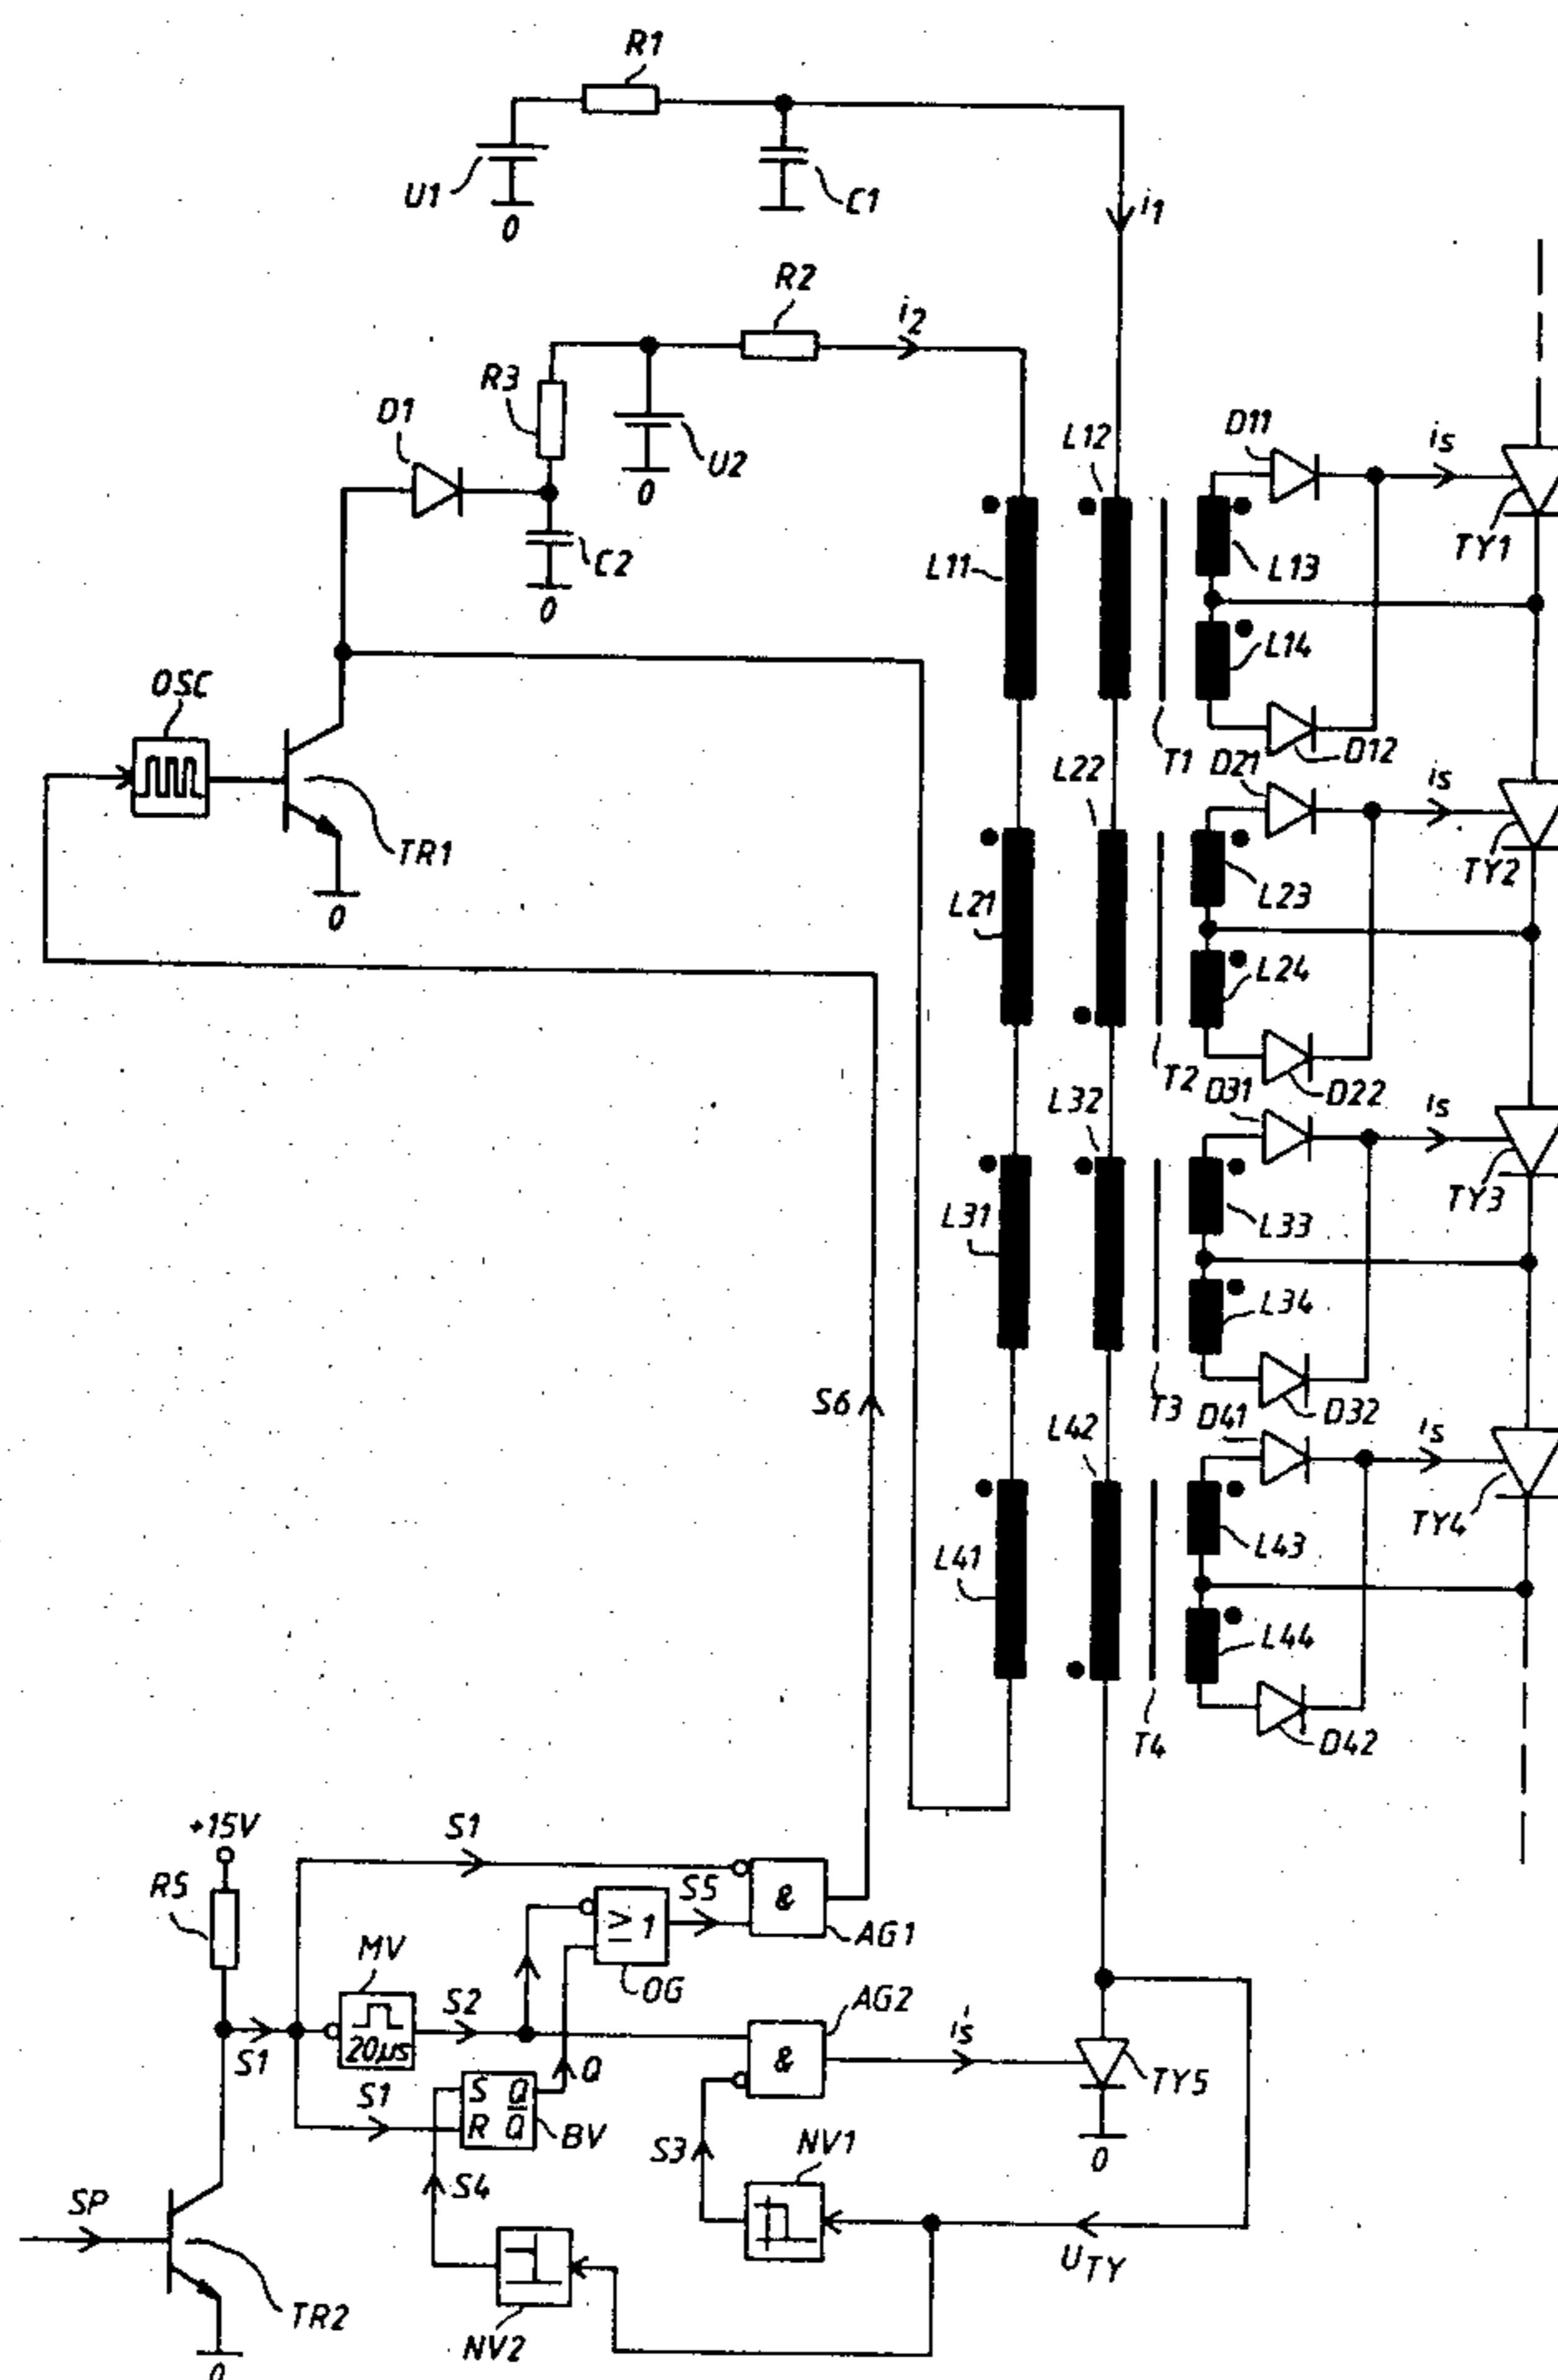 R1
U1
0
C1
i1
R2
i2
R3
D1
U2
0
C2
0
L12
D11
is
TY1
L11
L13
L14
T1
D12
OSC
TR1
0
L22
D21
is
TY2
L21
L23
L24
T2
D22
L32
D31
is
TY3
L31
L33
L34
T3
D32
S6
L42
D41
is
TY4
L41
L43
L44
T4
D42
+15V
R5
S1
MV
20µs
S1
S2
≥1
OG
S5
&
AG1
AG2
&
i's
TY5
0
S1
S Q
R Q̅
BV
Q
S4
S3
NV1
UTY
SP
TR2
0
NV2